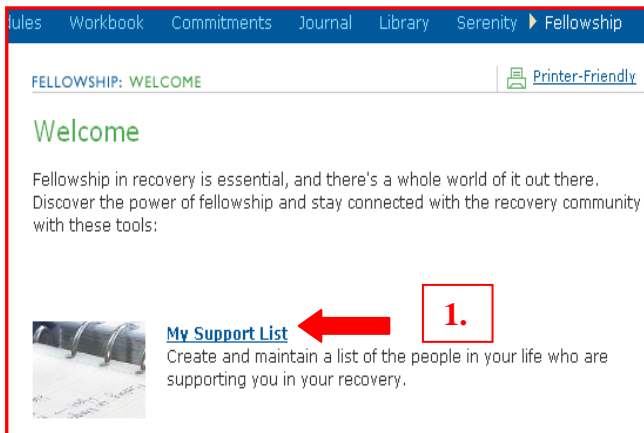 Workbook Commitments Journal Library Serenity Fellowship
FELLOWSHIP: WELCOME
Printer-Friendly
Welcome
Fellowship in recovery is essential, and there's a whole world of it out there.
Discover the power of fellowship and stay connected with the recovery community
with these tools:
My Support List
1.
Create and maintain a list of the people in your life who are
supporting you in your recovery.